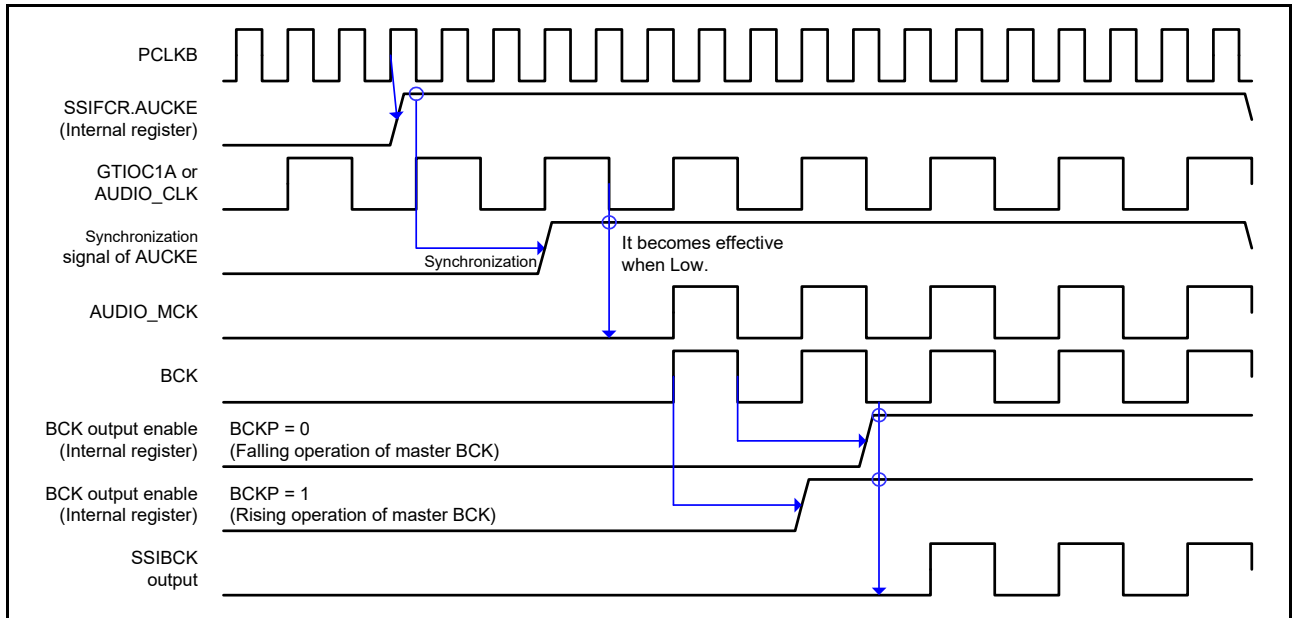 PCLKB
SSIFCR.AUCKE
(Internal register)
GTIOC1A or
AUDIO_CLK
Synchronization
signal of AUCKE
Synchronization
It becomes effective
when Low.
AUDIO_MCK
BCK
BCK output enable
(Internal register)
BCKP = 0
(Falling operation of master BCK)
BCK output enable
(Internal register)
BCKP = 1
(Rising operation of master BCK)
SSIBCK
output